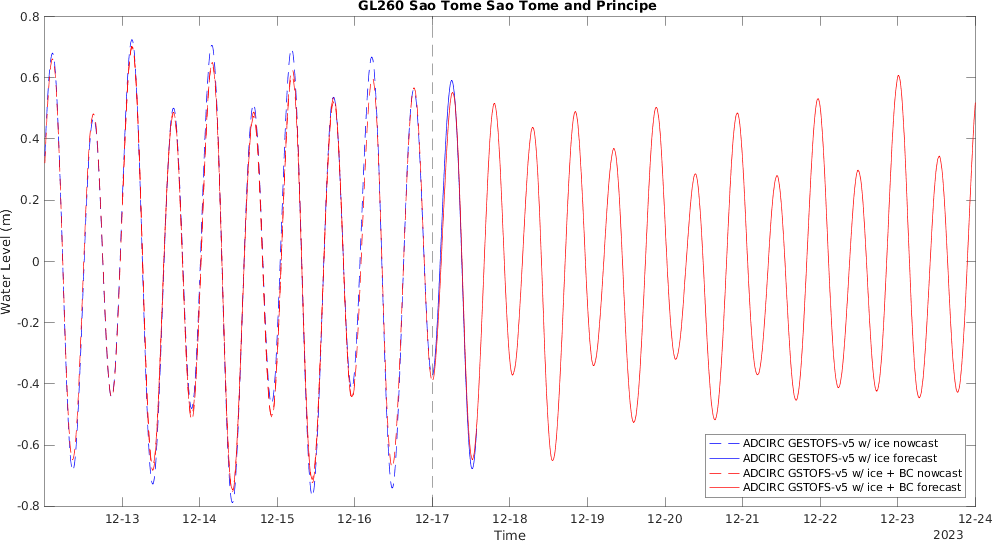 GL260 Sao Tome Sao Tome and Principe
0.8
0.6
0.4
0.2
0
-0.2
-0.4
-0.6
-0.8
Water Level (m)
ADCIRC GESTOFS-v5 w/ ice nowcast
ADCIRC GESTOFS-v5 w/ ice forecast
ADCIRC GSTOFS-v5 w/ ice + BC nowcast
ADCIRC GSTOFS-v5 w/ ice + BC forecast
12-13 12-14 12-15 12-16 12-17 12-18 12-19 12-20 12-21 12-22 12-23 12-24
Time
2023